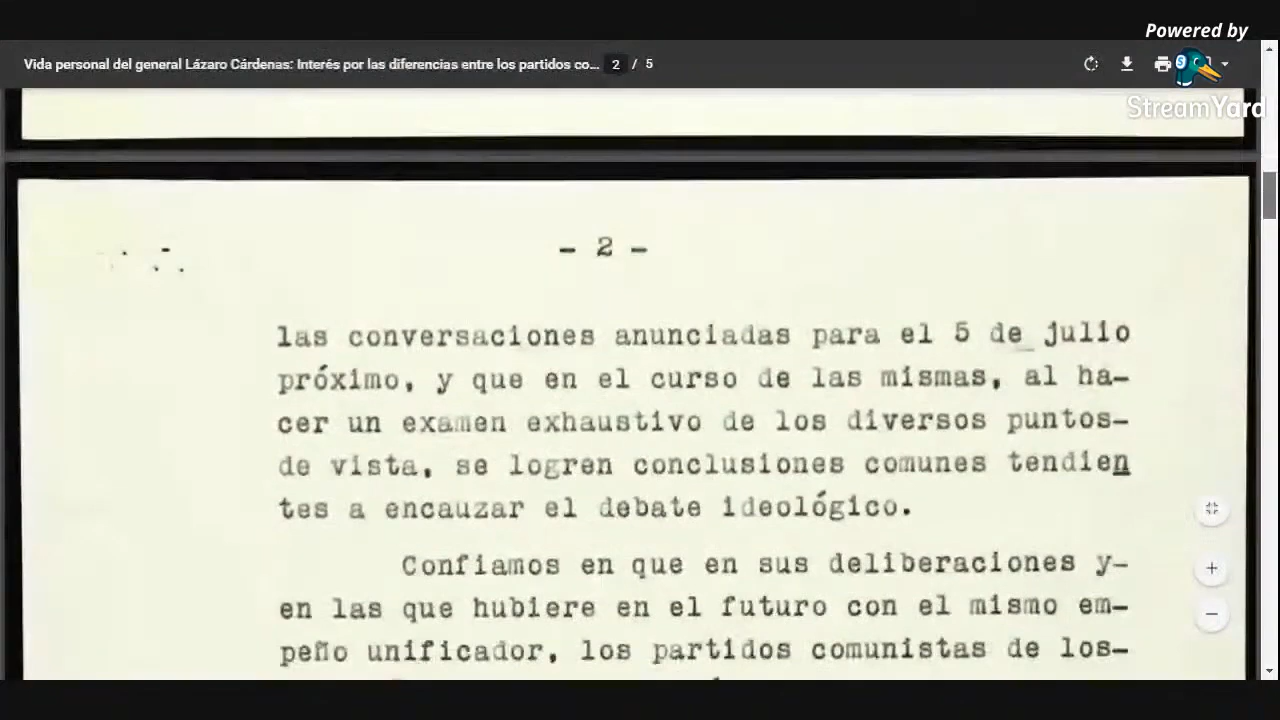 Powered by
Vida personal del general Lázaro Cárdenas: Interés por las diferencias entre los partidos co... 2 / 5
StreamYard
- 2 -
las conversaciones anunciadas para el 5 de julio
próximo, y que en el curso de las mismas, al ha-
cer un examen exhaustivo de los diversos puntos-
de vista, se logren conclusiones comunes tendien
tes a encauzar el debate ideológico.
Confiamos en que en sus deliberaciones y-
en las que hubiere en el futuro con el mismo em-
peño unificador, los partidos comunistas de los-